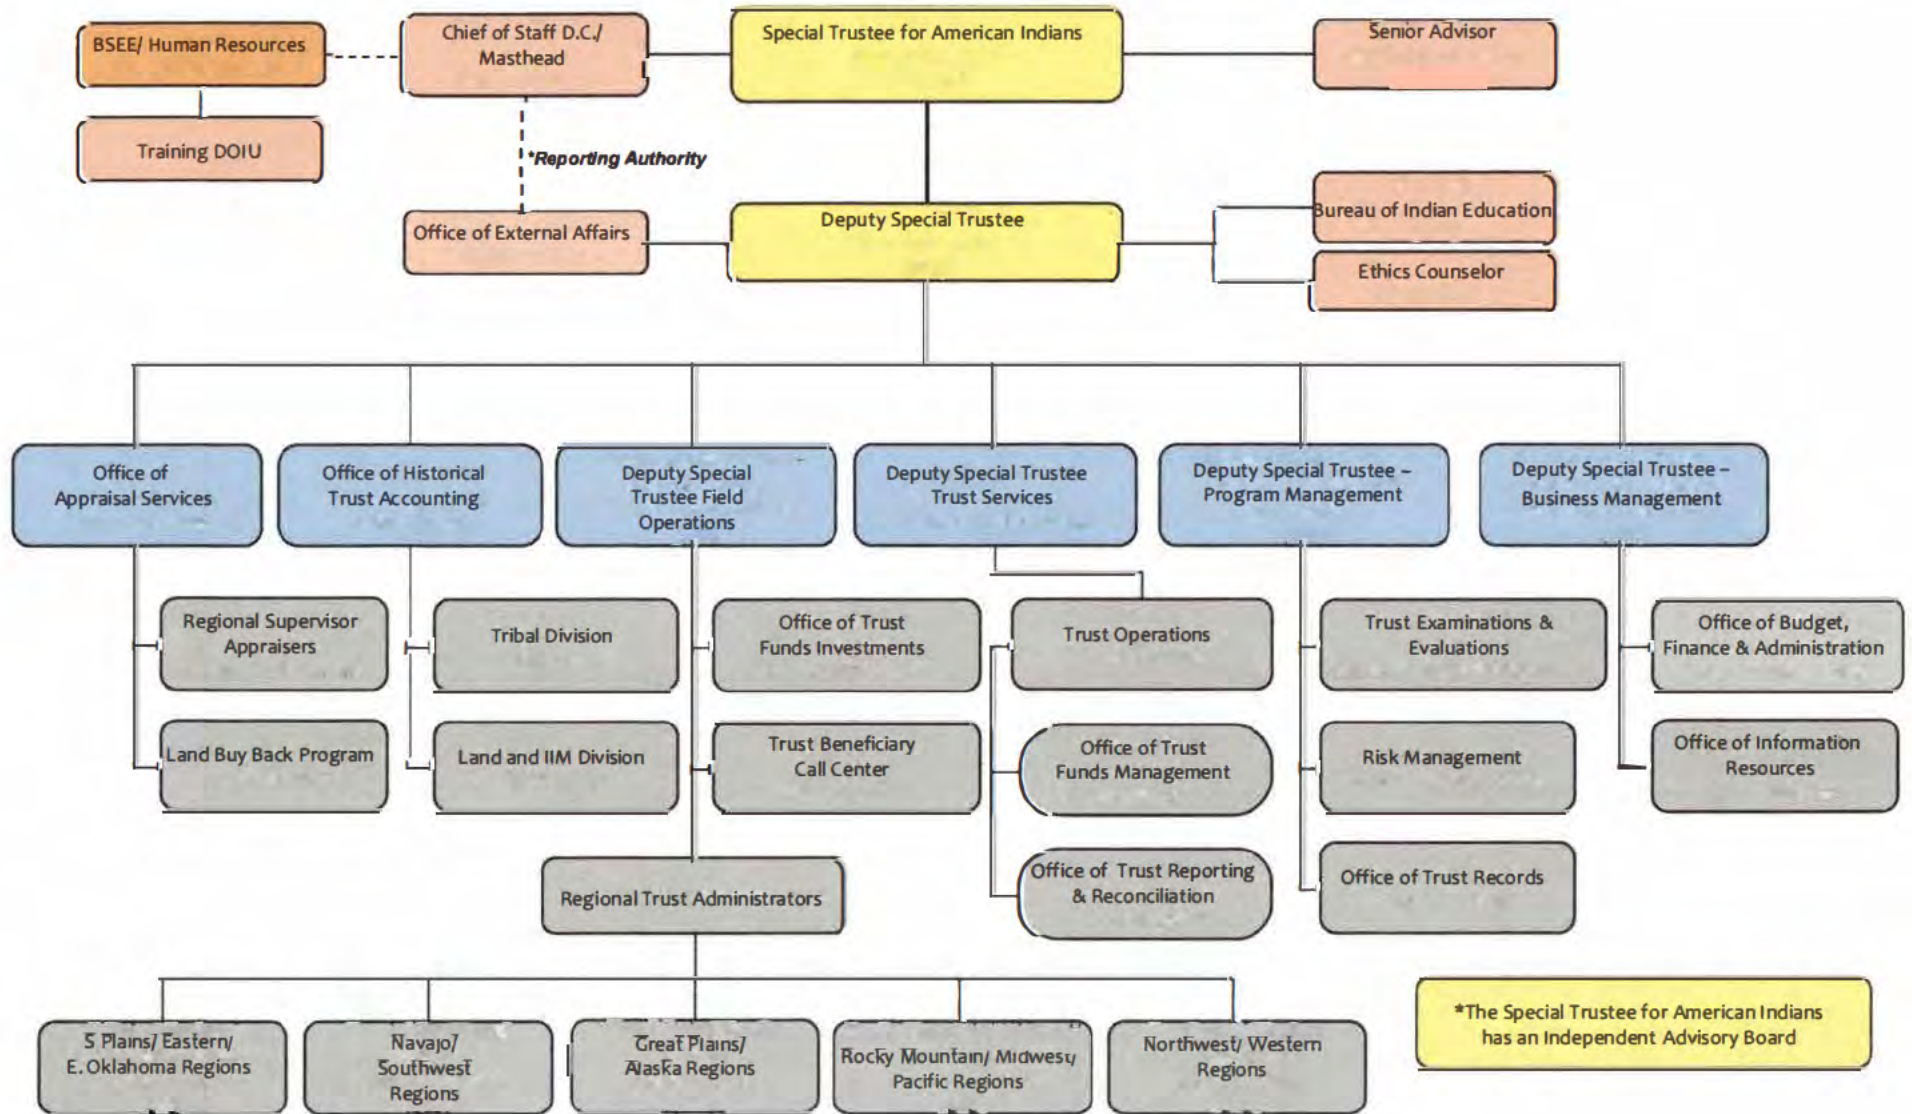 BSEE/ Human Resources
Chief of Staff D.C./
Masthead
Special Trustee for American Indians
Senior Advisor
Training DOIU
*Reporting Authority
Office of External Affairs
Deputy Special Trustee
Bureau of Indian Education
Ethics Counselor
Office of
Appraisal Services
Office of Historical
Trust Accounting
Deputy Special
Trustee Field
Operations
Deputy Special Trustee
Trust Services
Deputy Special Trustee –
Program Management
Deputy Special Trustee –
Business Management
Regional Supervisor
Appraisers
Tribal Division
Office of Trust
Funds Investments
Trust Operations
Trust Examinations &
Evaluations
Office of Budget,
Finance & Administration
Land Buy Back Program
Land and IIM Division
Trust Beneficiary
Call Center
Office of Trust
Funds Management
Risk Management
Office of Information
Resources
Regional Trust Administrators
Office of Trust Reporting
& Reconciliation
Office of Trust Records
S Plains/ Eastern/
E. Oklahoma Regions
Navajo/
Southwest
Regions
Great Plains/
Alaska Regions
Rocky Mountain/ Midwest/
Pacific Regions
Northwest/ Western
Regions
*The Special Trustee for American Indians
has an Independent Advisory Board